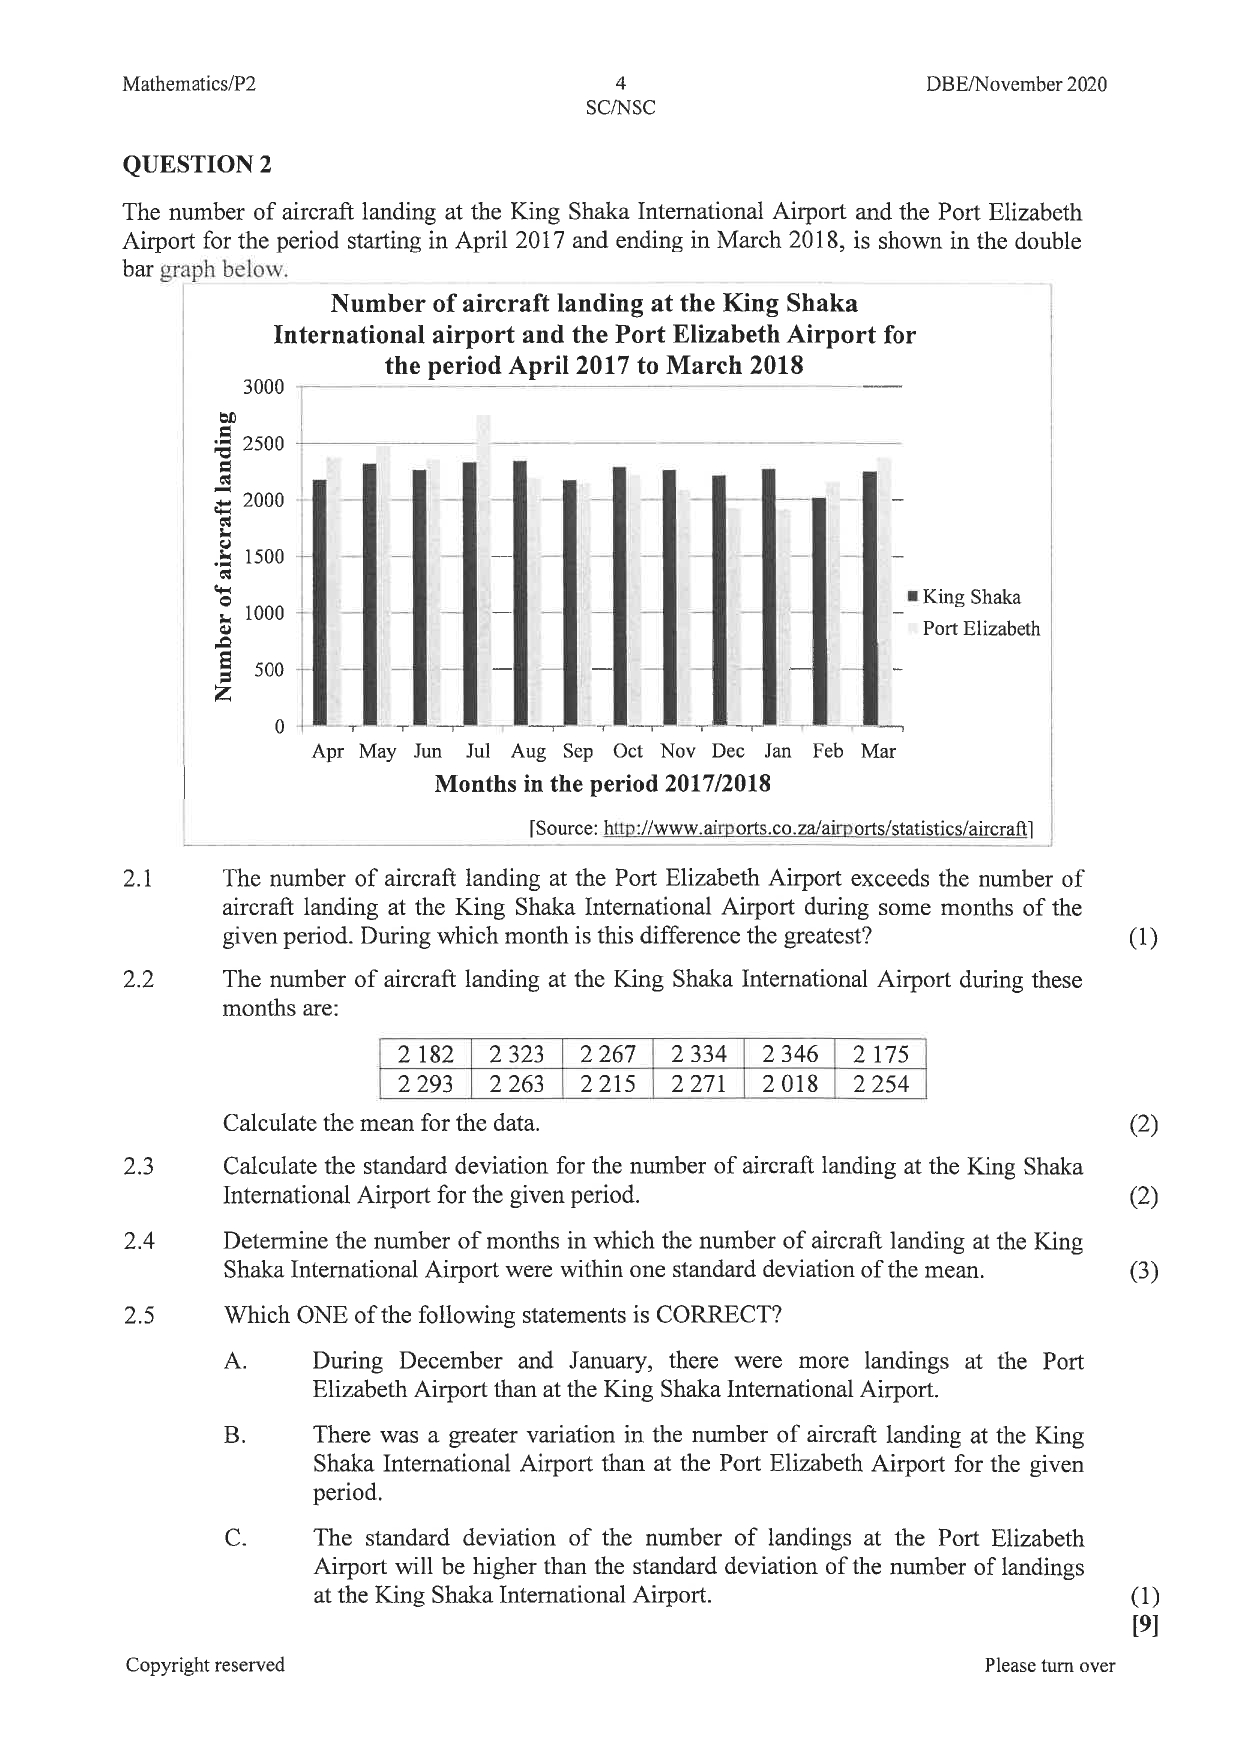 Mathematics/P2 4 DBE/November 2020
SC/NSC
QUESTION 2
The number of aircraft landing at the King Shaka International Airport and the Port Elizabeth
Airport for the period starting in April 2017 and ending in March 2018, is shown in the double
bar graph below.
Number of aircraft landing at the King Shaka
International airport and the Port Elizabeth Airport for
the period April 2017 to March 2018
Number of aircraft landing
3000
2500
2000
1500
1000
500
0
King Shaka
Port Elizabeth
Apr May Jun Jul Aug Sep Oct Nov Dec Jan Feb Mar
Months in the period 2017/2018
[Source: http://www.airports.co.za/airports/statistics/aircraft]
2.1 The number of aircraft landing at the Port Elizabeth Airport exceeds the number of
aircraft landing at the King Shaka International Airport during some months of the
given period. During which month is this difference the greatest? (1)
2.2 The number of aircraft landing at the King Shaka International Airport during these
months are:
2 182 2 323 2 267 2 334 2 346 2 175
2 293 2 263 2 215 2 271 2 018 2 254
Calculate the mean for the data. (2)
2.3 Calculate the standard deviation for the number of aircraft landing at the King Shaka
International Airport for the given period. (2)
2.4 Determine the number of months in which the number of aircraft landing at the King
Shaka International Airport were within one standard deviation of the mean. (3)
2.5 Which ONE of the following statements is CORRECT?
A. During December and January, there were more landings at the Port
Elizabeth Airport than at the King Shaka International Airport.
B. There was a greater variation in the number of aircraft landing at the King
Shaka International Airport than at the Port Elizabeth Airport for the given
period.
C. The standard deviation of the number of landings at the Port Elizabeth
Airport will be higher than the standard deviation of the number of landings
at the King Shaka International Airport. (1)
[9]
Copyright reserved Please turn over